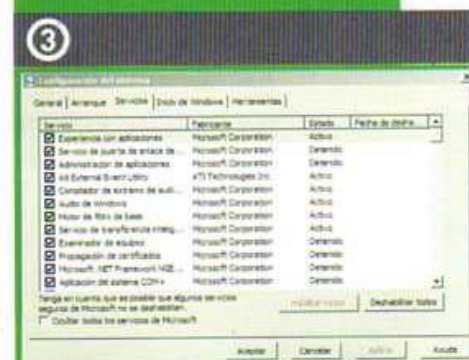 3
Configuración del sistema
General | Arranque | Servicios | Inicio de Windows | Herramientas
Servicio Fabricante Estado Fecha de desha...
Experiencia con aplicaciones Microsoft Corporation Activo
Servicio de puerta de enlace de ... Microsoft Corporation Detenido
Administración de aplicaciones Microsoft Corporation Detenido
Ati External Event Utility ATI Technologies Inc. Activo
Compilador de extremo de audi... Microsoft Corporation Activo
Audio de Windows Microsoft Corporation Activo
Motor de filtro de base Microsoft Corporation Activo
Servicio de transferencia intelig... Microsoft Corporation Activo
Examinador de equipos Microsoft Corporation Detenido
Propagación de certificados Microsoft Corporation Detenido
Microsoft .NET Framework NGE... Microsoft Corporation Detenido
Aplicación del sistema COM+ Microsoft Corporation Detenido
Tenga en cuenta que es posible que algunos servicios
seguros de Microsoft no se deshabiliten.
Habilitar todos Deshabilitar todos
Ocultar todos los servicios de Microsoft
Aceptar Cancelar Aplicar Ayuda